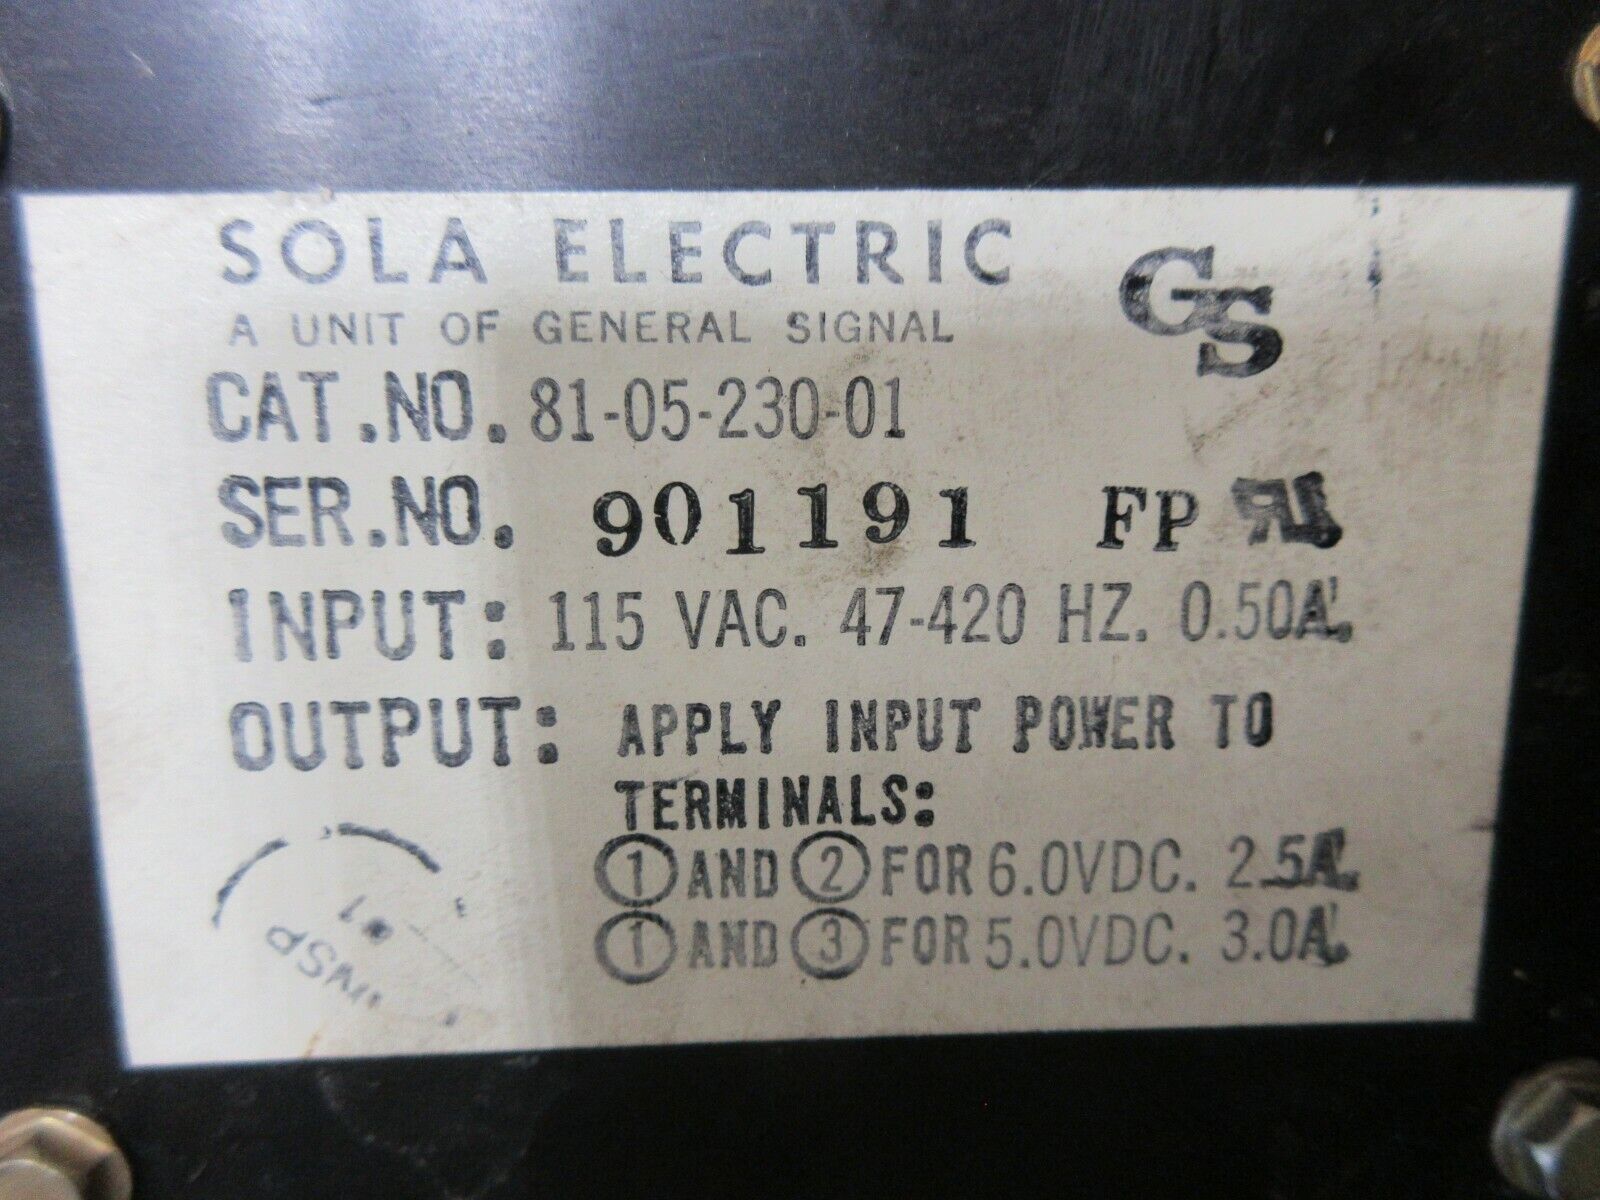 SOLA ELECTRIC
GS
A UNIT OF GENERAL SIGNAL
CAT.NO. 81-05-230-01
SER.NO. 901191 FP RU
INPUT: 115 VAC. 47-420 HZ. 0.50A.
OUTPUT: APPLY INPUT POWER TO
TERMINALS:
① AND ② FOR 6.0VDC. 2.5A.
① AND ③ FOR 5.0VDC. 3.0A.